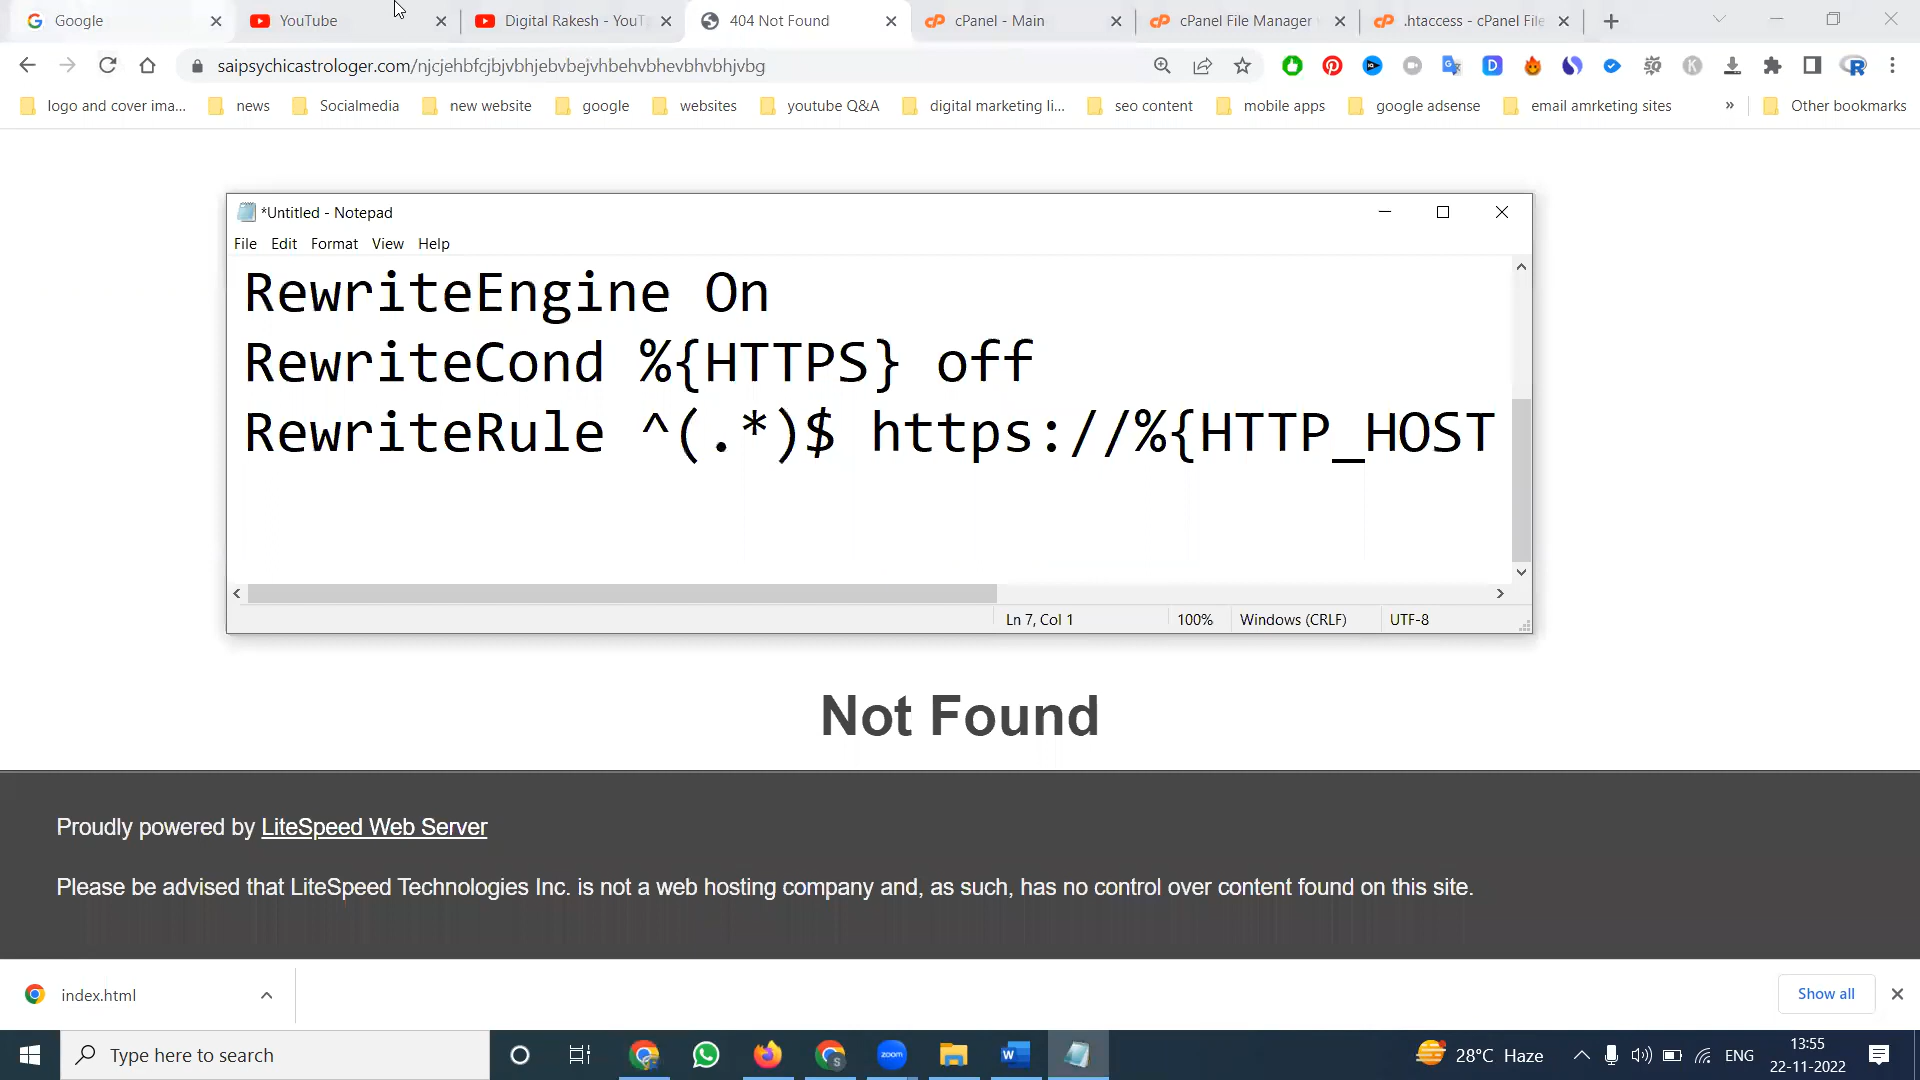 Google
YouTube
Digital Rakesh - YouT
404 Not Found
cPanel - Main
cPanel File Manager
.htaccess - cPanel File
saipsychicastrologer.com/njcjehbfcjbjvbhjebvbejvhbehvbhevbhvbhjvbg
logo and cover ima...
news
Socialmedia
new website
google
websites
youtube Q&A
digital marketing li...
seo content
mobile apps
google adsense
email amrketing sites
»
Other bookmarks
*Untitled - Notepad
File Edit Format View Help
RewriteEngine On
RewriteCond %{HTTPS} off
RewriteRule ^(.*)$ https://%{HTTP_HOST
Ln 7, Col 1
100%
Windows (CRLF)
UTF-8
Not Found
Proudly powered by LiteSpeed Web Server
Please be advised that LiteSpeed Technologies Inc. is not a web hosting company and, as such, has no control over content found on this site.
index.html
Show all
Type here to search
zoom
28°C Haze
ENG
13:55
22-11-2022